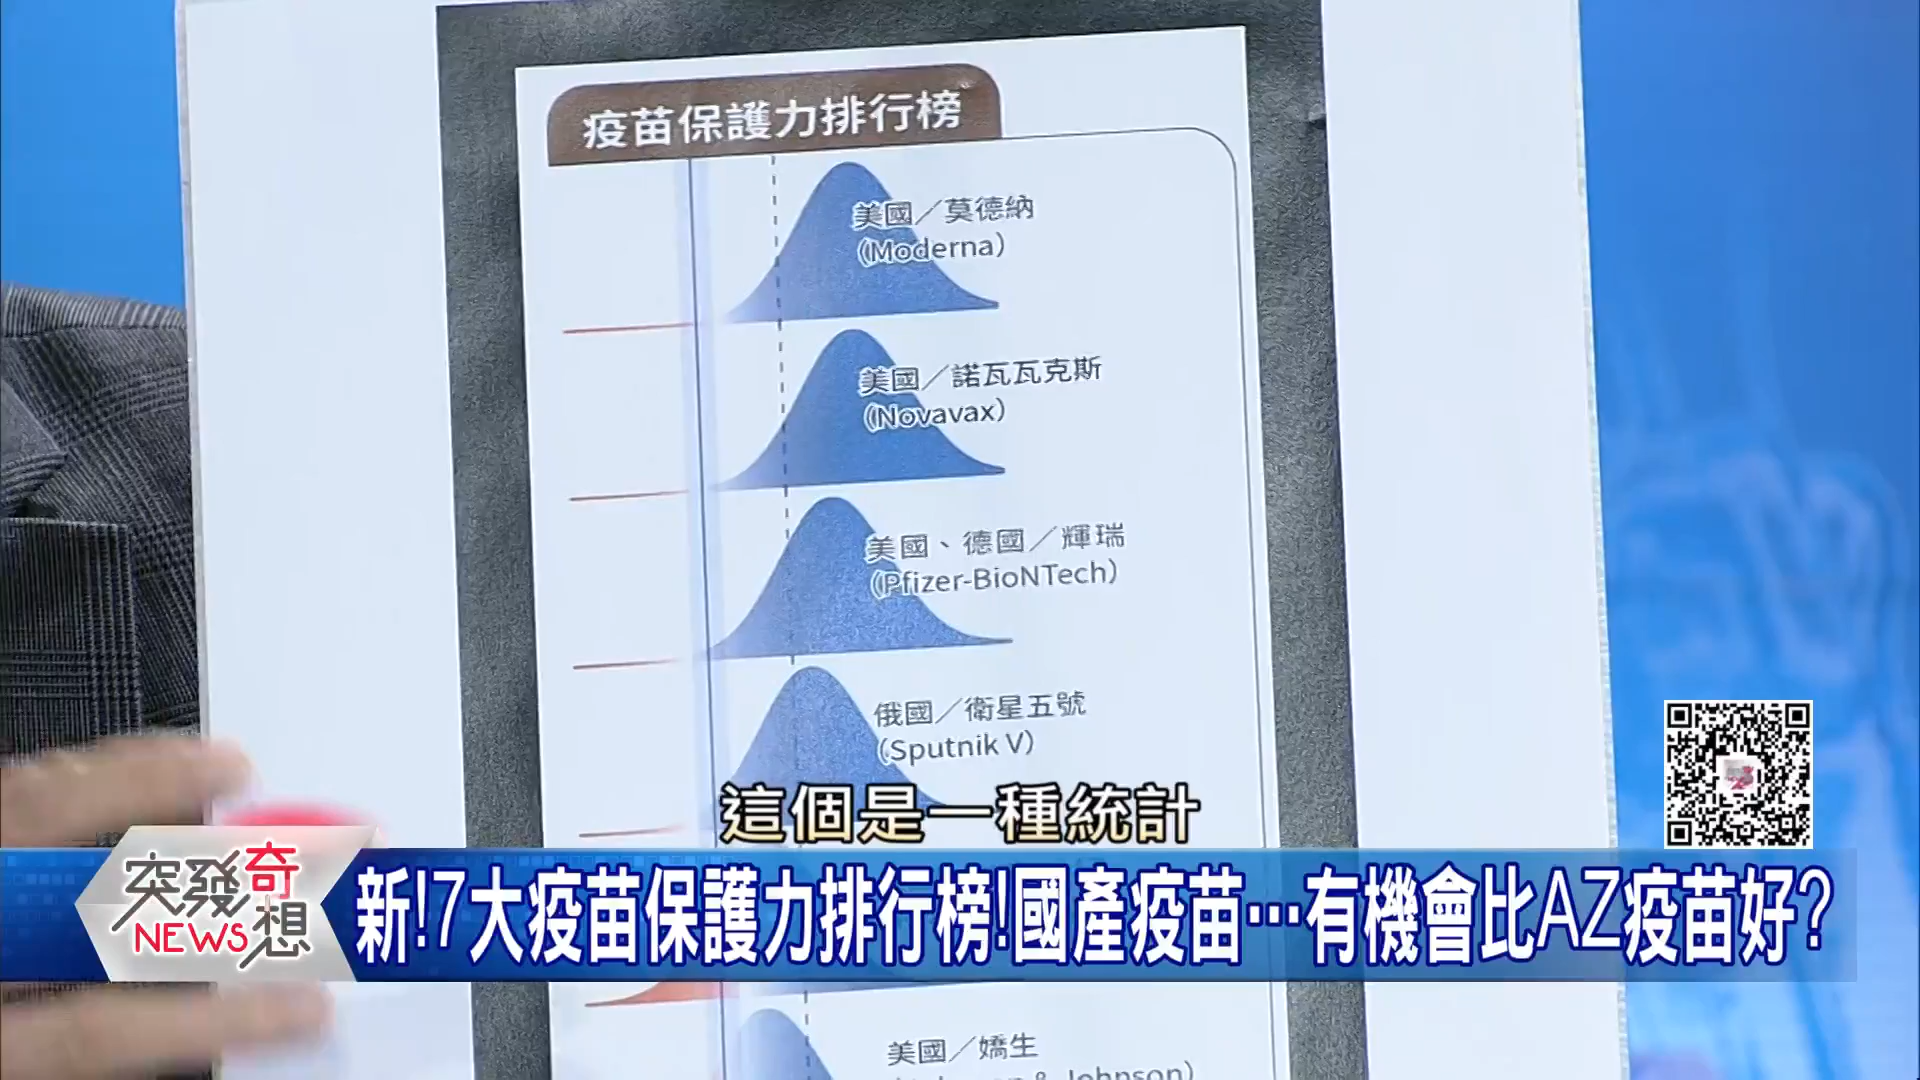 疫苗保護力排行榜
美國／莫德納
(Moderna)
美國／諾瓦瓦克斯
(Novavax)
美國、德國／輝瑞
(Pfizer-BioNTech)
俄國／衛星五號
(Sputnik V)
這個是一種統計
突發奇想
NEWS
新!7大疫苗保護力排行榜!國產疫苗…有機會比AZ疫苗好?
美國／嬌生
& Johnson)